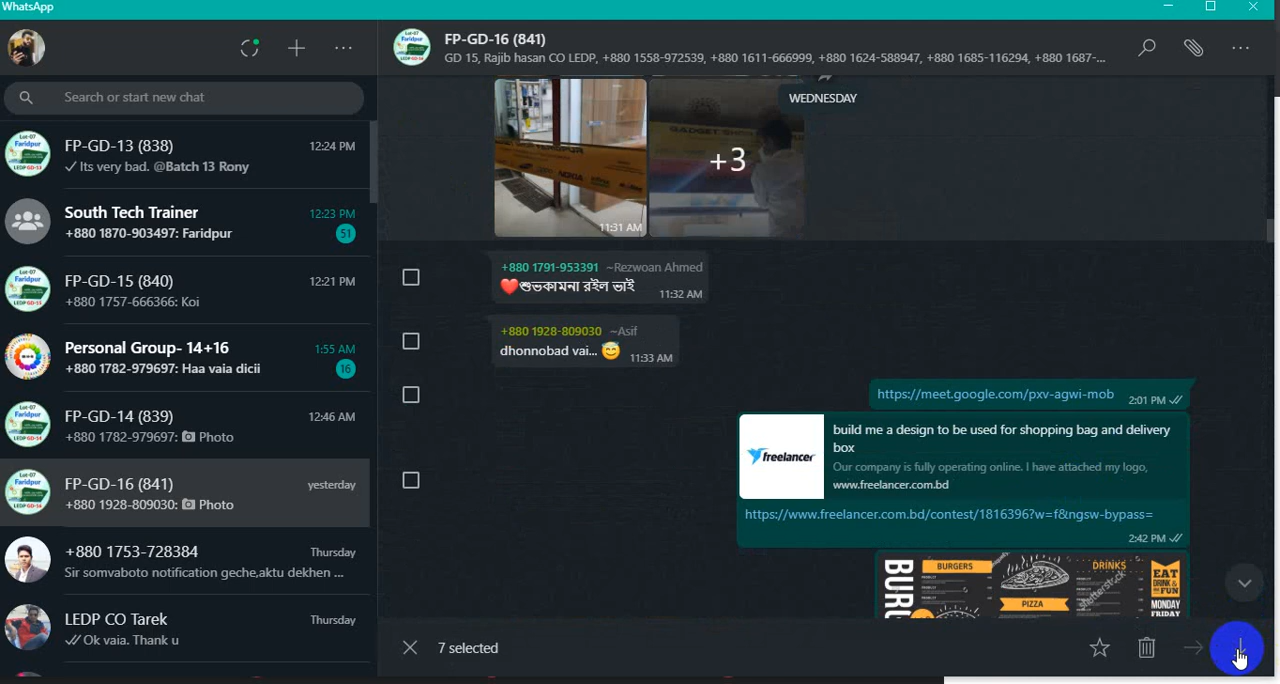 WhatsApp
Search or start new chat
FP-GD-13 (838)
12:24 PM
Its very bad. @Batch 13 Rony
South Tech Trainer
12:23 PM
+880 1870-903497: Faridpur
51
FP-GD-15 (840)
12:21 PM
+880 1757-666366: Koi
Personal Group- 14+16
1:55 AM
+880 1782-979697: Haa vaia dicii
16
FP-GD-14 (839)
12:46 AM
+880 1782-979697: Photo
FP-GD-16 (841)
yesterday
+880 1928-809030: Photo
+880 1753-728384
Thursday
Sir somvaboto notification geche,aktu dekhen ...
LEDP CO Tarek
Thursday
Ok vaia. Thank u
FP-GD-16 (841)
GD 15, Rajib hasan CO LEDP, +880 1558-972539, +880 1611-666999, +880 1624-588947, +880 1685-116294, +880 1687-...
WEDNESDAY
+3
11:31 AM
+880 1791-953391 ~Rezwoan Ahmed
❤️শুভকামনা রইল ভাই
11:32 AM
+880 1928-809030 ~Asif
dhonnobad vai... 😇
11:33 AM
https://meet.google.com/pxv-agwi-mob
2:01 PM
freelancer
build me a design to be used for shopping bag and delivery
box
Our company is fully operating online. I have attached my logo,
www.freelancer.com.bd
https://www.freelancer.com.bd/contest/1816396?w=f&ngsw-bypass=
2:42 PM
BURGERS
PIZZA
DRINKS
EAT
DRINK
&
FUN
MONDAY
FRIDAY
7 selected